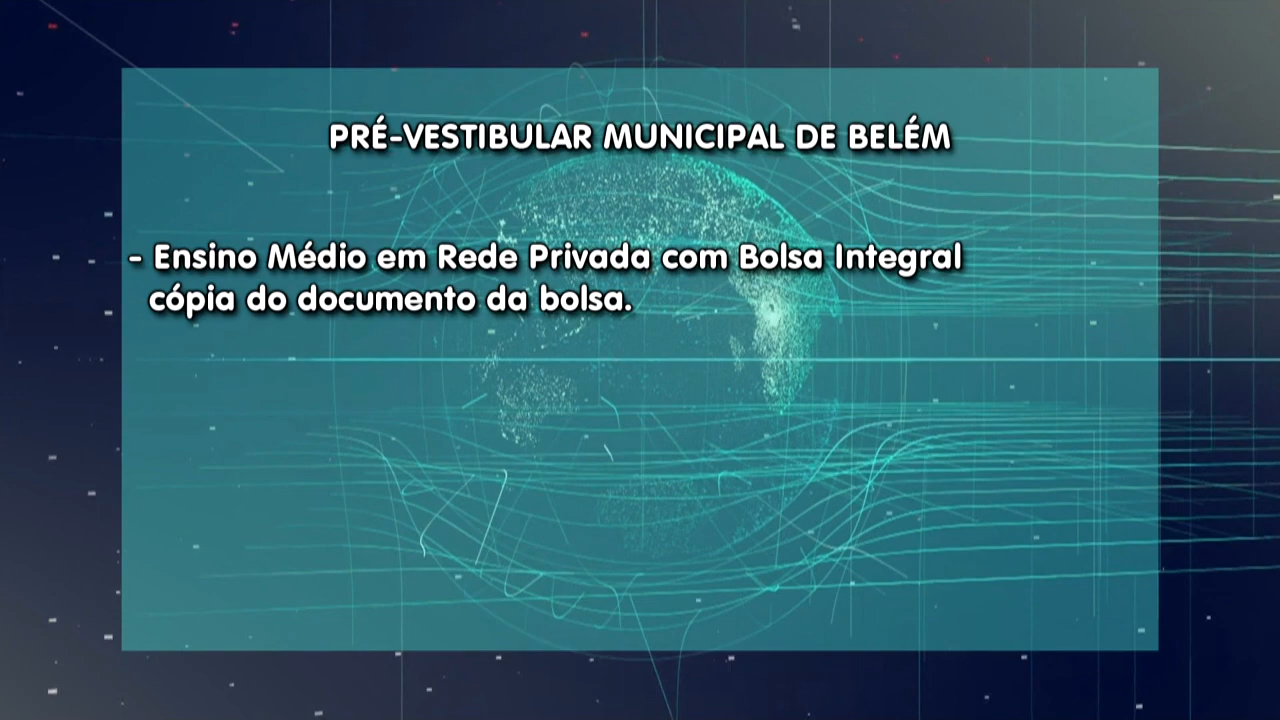 PRÉ-VESTIBULAR MUNICIPAL DE BELÉM
- Ensino Médio em Rede Privada com Bolsa Integral
cópia do documento da bolsa.